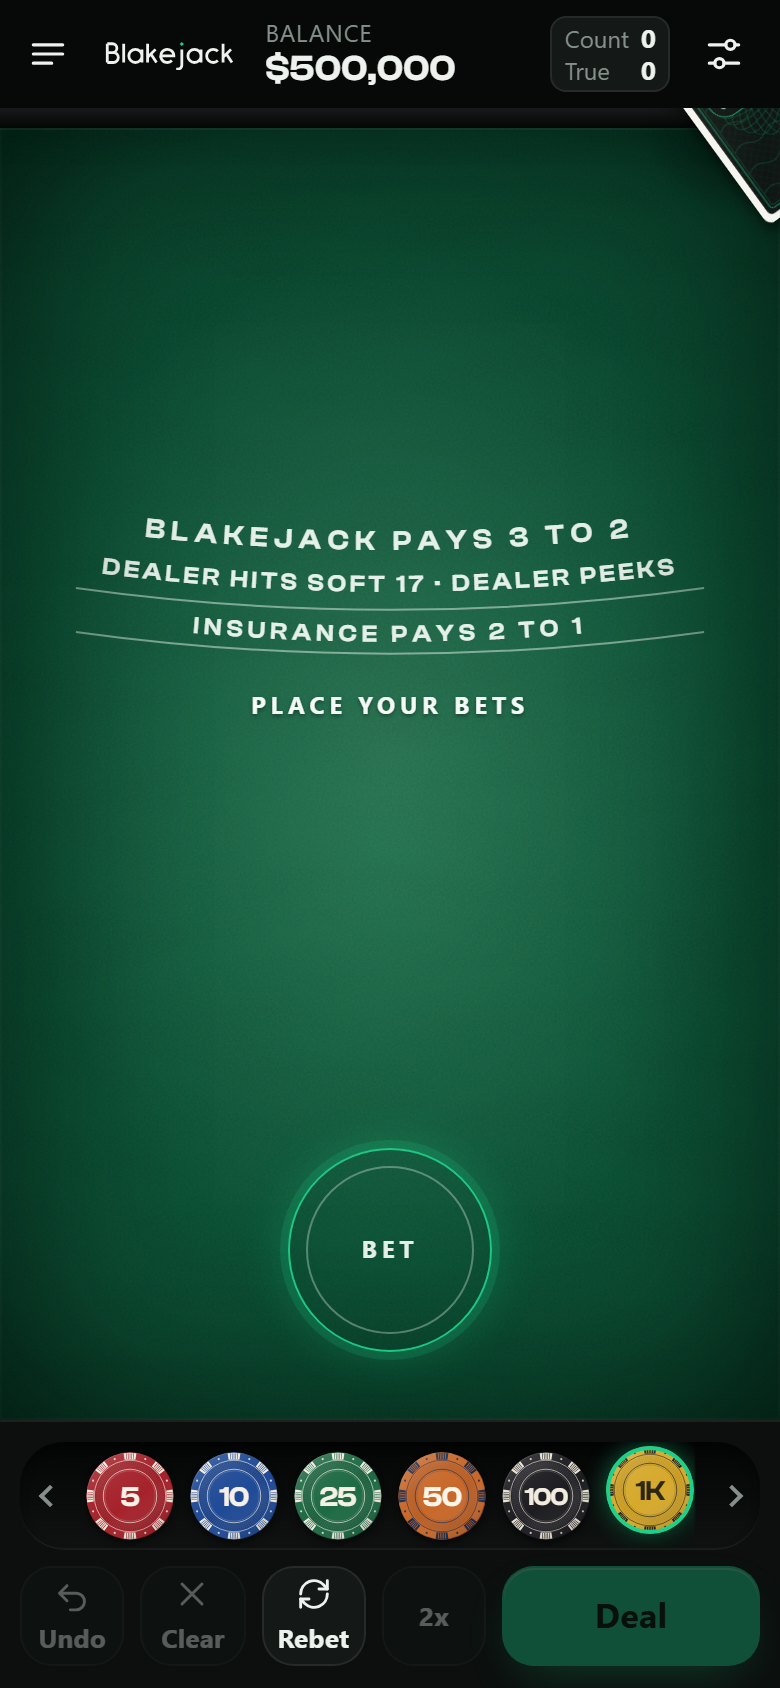 Blakejack
BALANCE
$500,000
Count 0
True 0
BLAKEJACK PAYS 3 TO 2
DEALER HITS SOFT 17 · DEALER PEEKS
INSURANCE PAYS 2 TO 1
PLACE YOUR BETS
BET
5 10 25 50 100 1K
Undo Clear Rebet 2x Deal